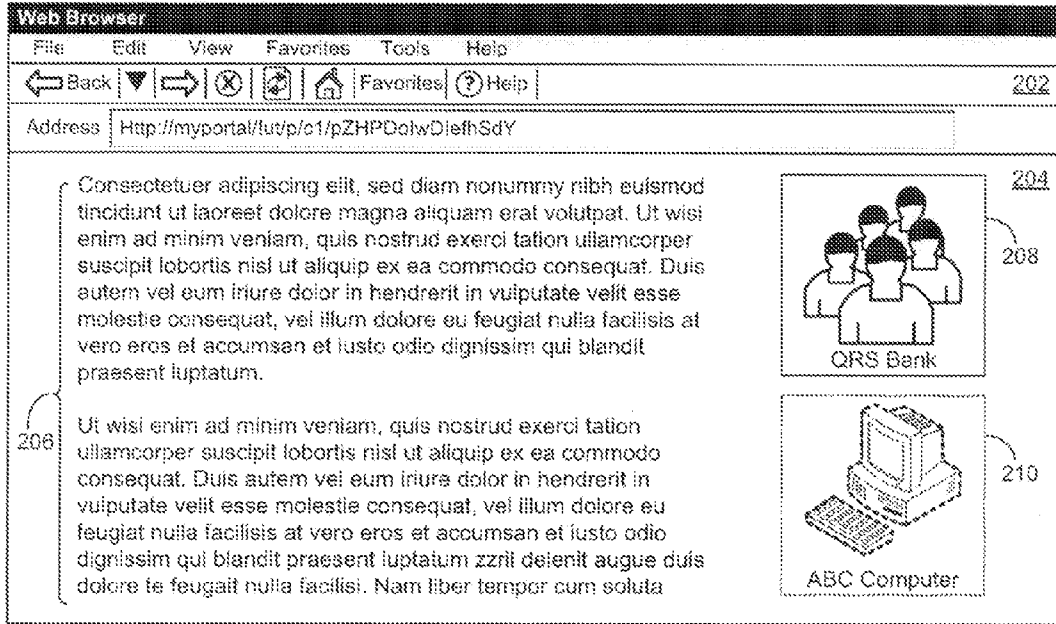 Web Browser
File Edit View Favorites Tools Help
Back Favorites ? Help 202
Address Http://myportal/!ut/p/c1/pZHPDoIwDIefhSdY
204
Consectetuer adipiscing elit, sed diam nonummy nibh euismod
tincidunt ut laoreet dolore magna aliquam erat volutpat. Ut wisi
enim ad minim veniam, quis nostrud exerci tation ullamcorper
suscipit lobortis nisl ut aliquip ex ea commodo consequat. Duis
autem vel eum iriure dolor in hendrerit in vulputate velit esse
molestie consequat, vel illum dolore eu feugiat nulla facilisis at
vero eros et accumsan et iusto odio dignissim qui blandit
praesent luptatum.
206
Ut wisi enim ad minim veniam, quis nostrud exerci tation
ullamcorper suscipit lobortis nisl ut aliquip ex ea commodo
consequat. Duis autem vel eum iriure dolor in hendrerit in
vulputate velit esse molestie consequat, vel illum dolore eu
feugiat nulla facilisis at vero eros et accumsan et iusto odio
dignissim qui blandit praesent luptatum zzril delenit augue duis
dolore te feugait nulla facilisi. Nam liber tempor cum soluta
208
QRS Bank
210
ABC Computer